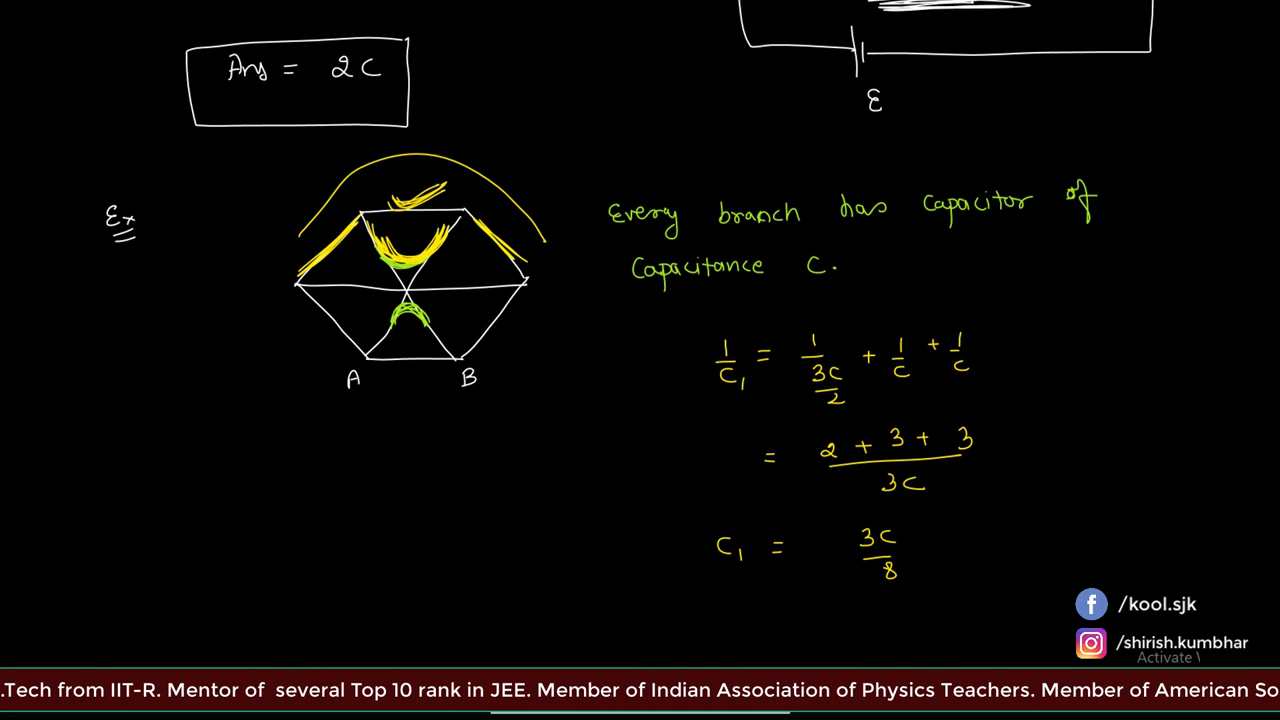 Ans = 2C
ε
Ex
Every branch has capacitor of
Capacitance C.
A B
1/C₁ = 1/(3C/2) + 1/C + 1/C
= (2 + 3 + 3)/3C
C₁ = 3C/8
/kool.sjk
/shirish.kumbhar
Activate \
.Tech from IIT-R. Mentor of several Top 10 rank in JEE. Member of Indian Association of Physics Teachers. Member of American So